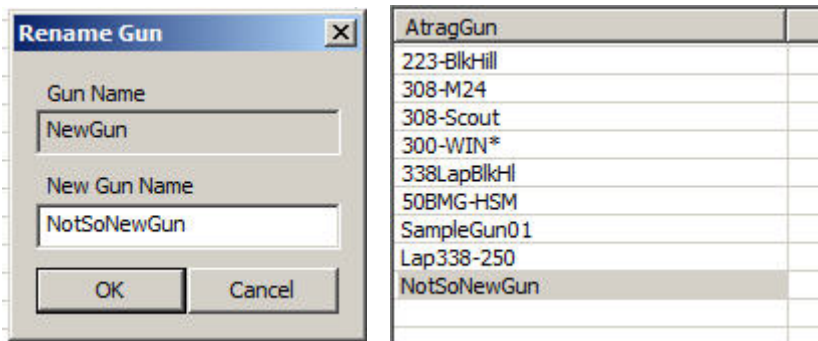 Rename Gun
Gun Name
NewGun
New Gun Name
NotSoNewGun
OK
Cancel
AtragGun
223-BlkHill
308-M24
308-Scout
300-WIN*
338LapBlkHl
50BMG-HSM
SampleGun01
Lap338-250
NotSoNewGun